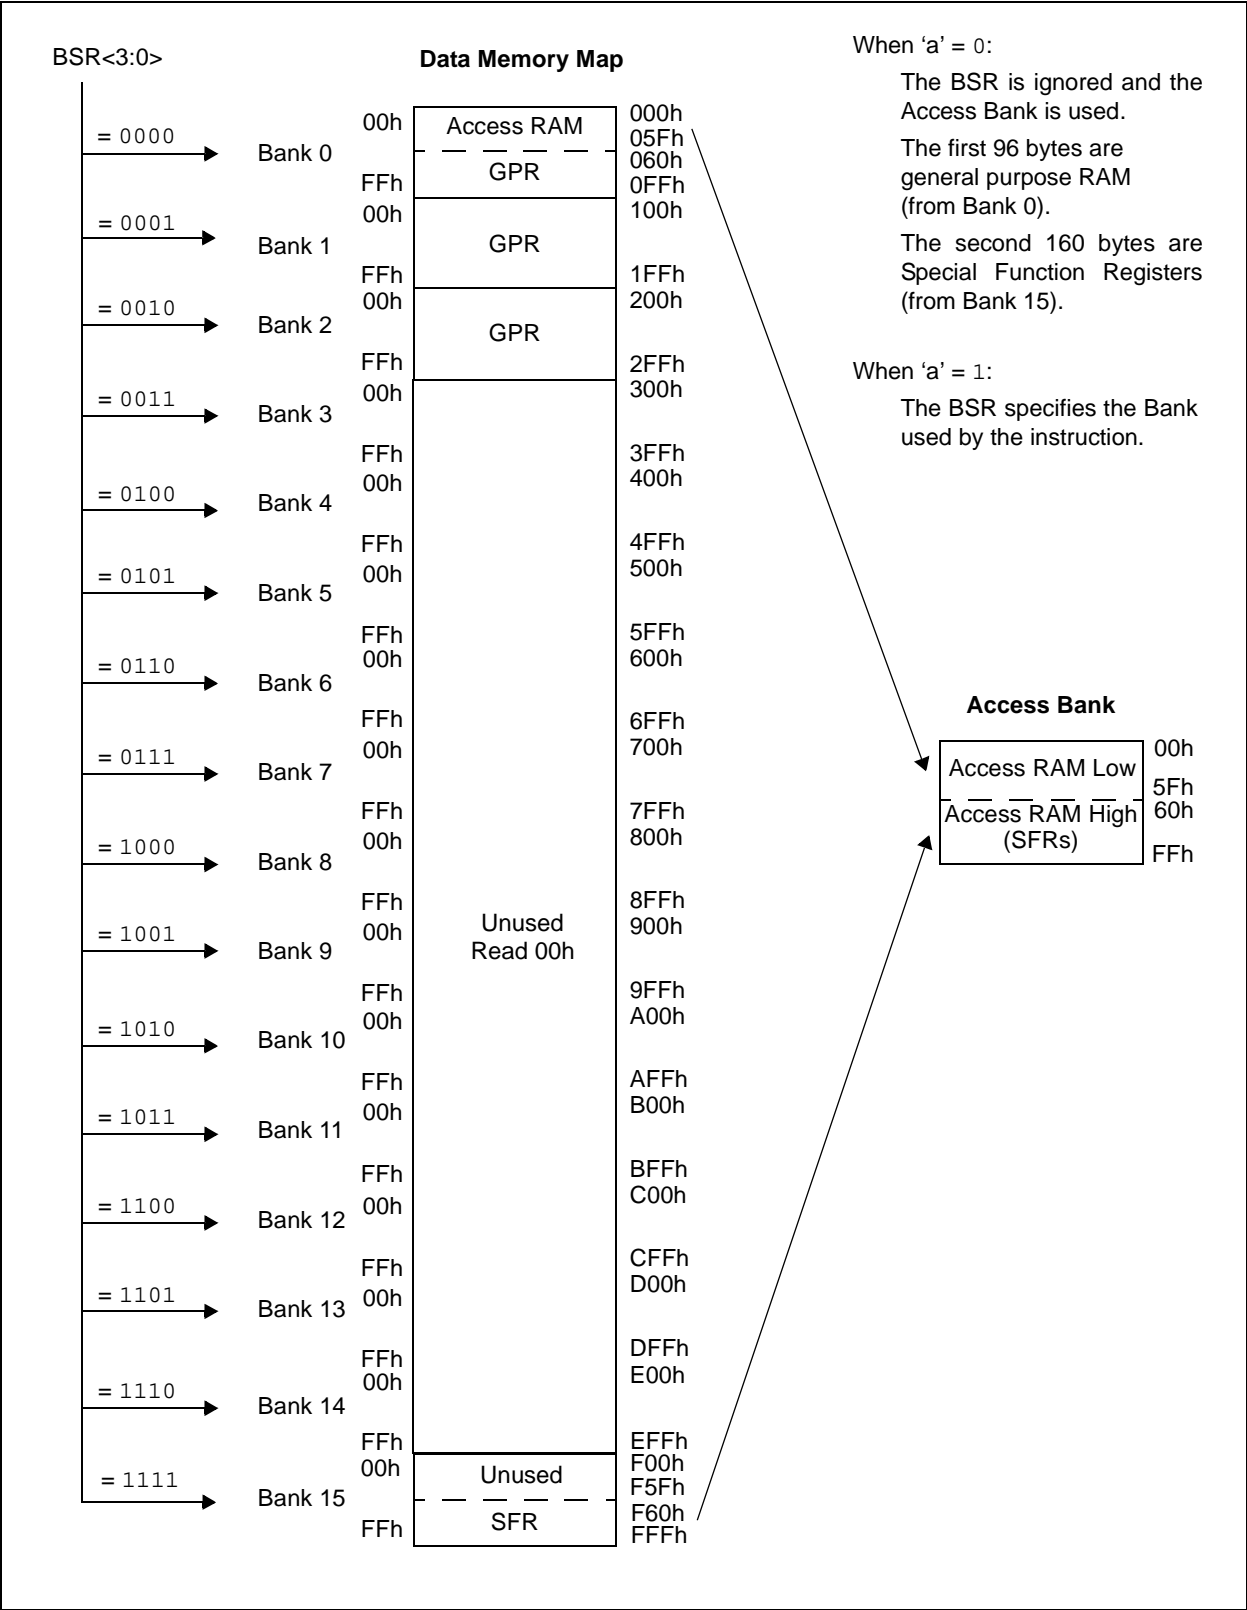 BSR<3:0>
Data Memory Map
When ‘a’ = 0:
The BSR is ignored and the
Access Bank is used.
The first 96 bytes are
general purpose RAM
(from Bank 0).
The second 160 bytes are
Special Function Registers
(from Bank 15).
When ‘a’ = 1:
The BSR specifies the Bank
used by the instruction.
= 0000
Bank 0
00h
FFh
Access RAM
GPR
000h
05Fh
060h
0FFh
= 0001
Bank 1
00h
FFh
GPR
100h
1FFh
= 0010
Bank 2
00h
FFh
GPR
200h
2FFh
= 0011
Bank 3
00h
FFh
300h
3FFh
= 0100
Bank 4
00h
FFh
400h
4FFh
= 0101
Bank 5
00h
FFh
500h
5FFh
= 0110
Bank 6
00h
FFh
600h
6FFh
= 0111
Bank 7
00h
FFh
700h
7FFh
= 1000
Bank 8
00h
FFh
800h
8FFh
= 1001
Bank 9
00h
FFh
Unused
Read 00h
900h
9FFh
= 1010
Bank 10
00h
FFh
A00h
AFFh
= 1011
Bank 11
00h
FFh
B00h
BFFh
= 1100
Bank 12
00h
FFh
C00h
CFFh
= 1101
Bank 13
00h
FFh
D00h
DFFh
= 1110
Bank 14
00h
FFh
E00h
EFFh
= 1111
Bank 15
00h
FFh
Unused
SFR
F00h
F5Fh
F60h
FFFh
Access Bank
Access RAM Low
Access RAM High
(SFRs)
00h
5Fh
60h
FFh